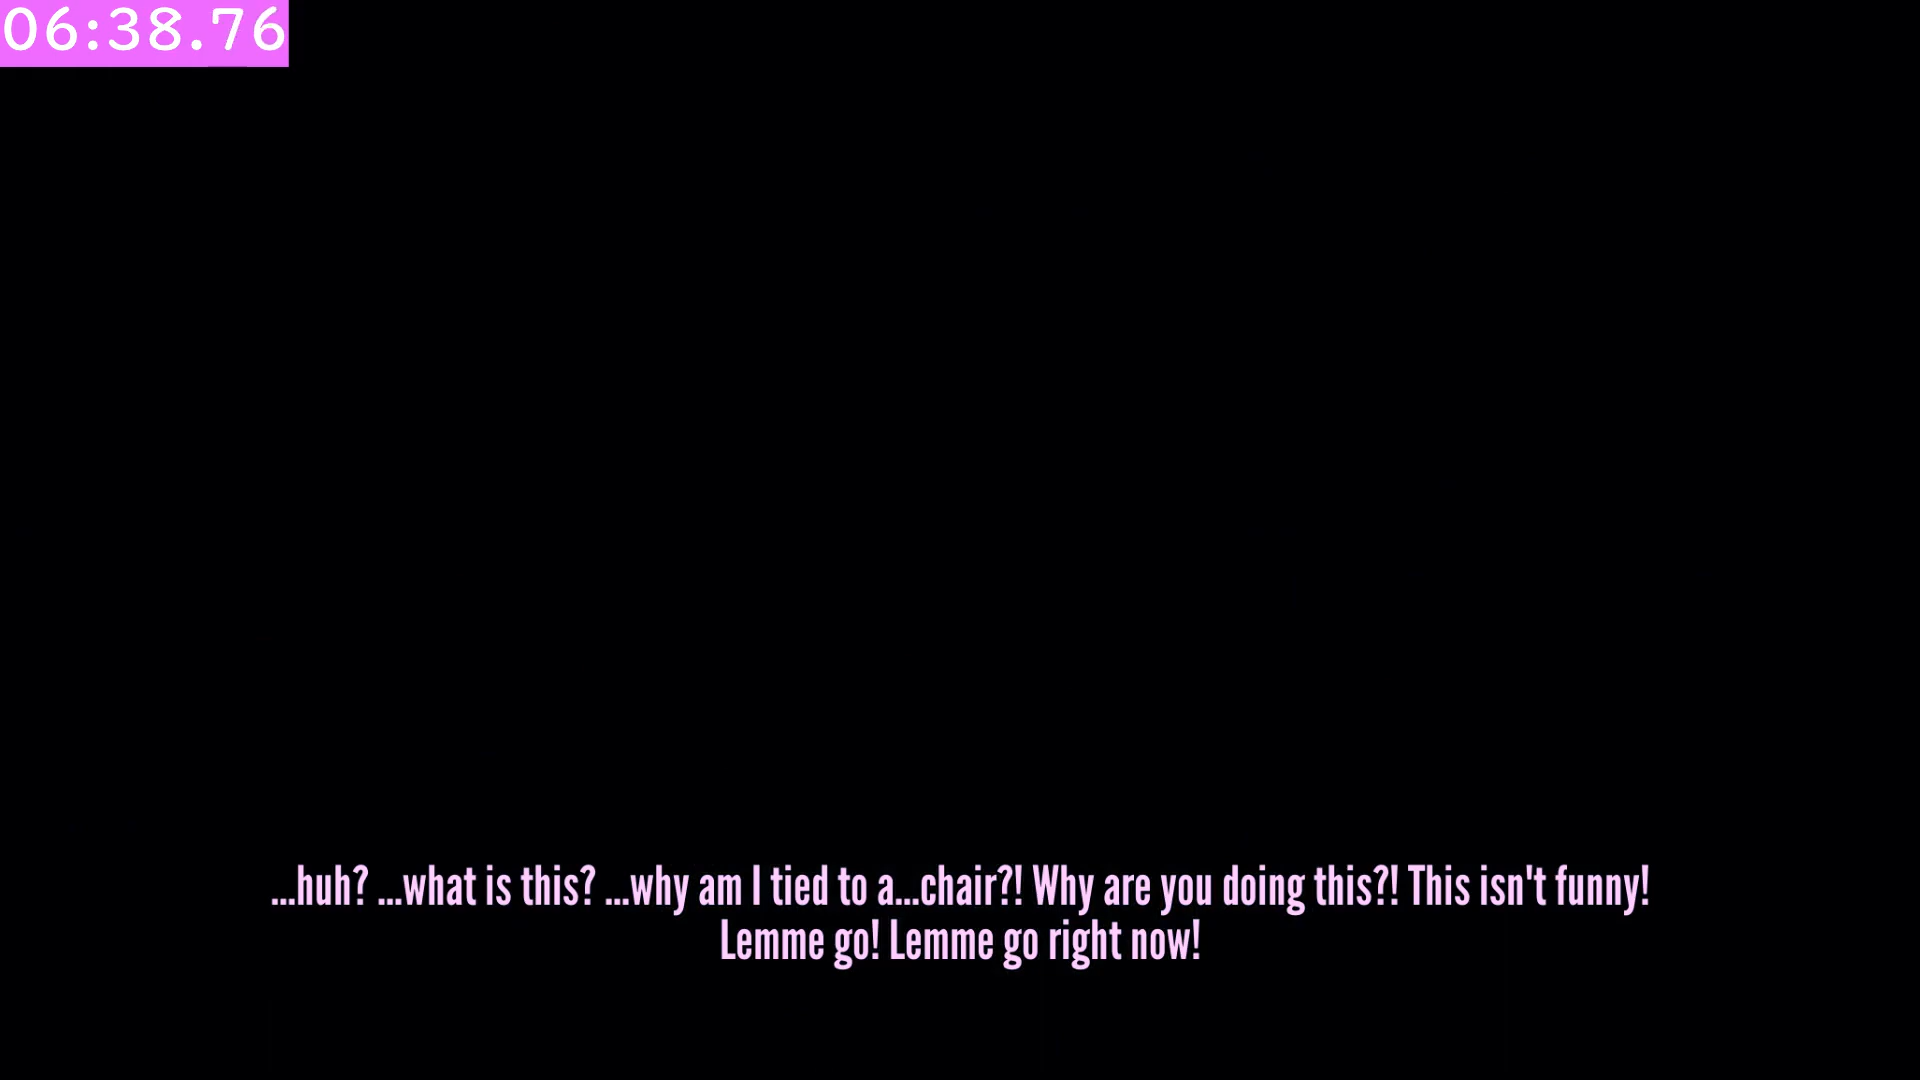 06:38.76
...huh? ...what is this? ...why am I tied to a...chair?! Why are you doing this?! This isn't funny!
Lemme go! Lemme go right now!